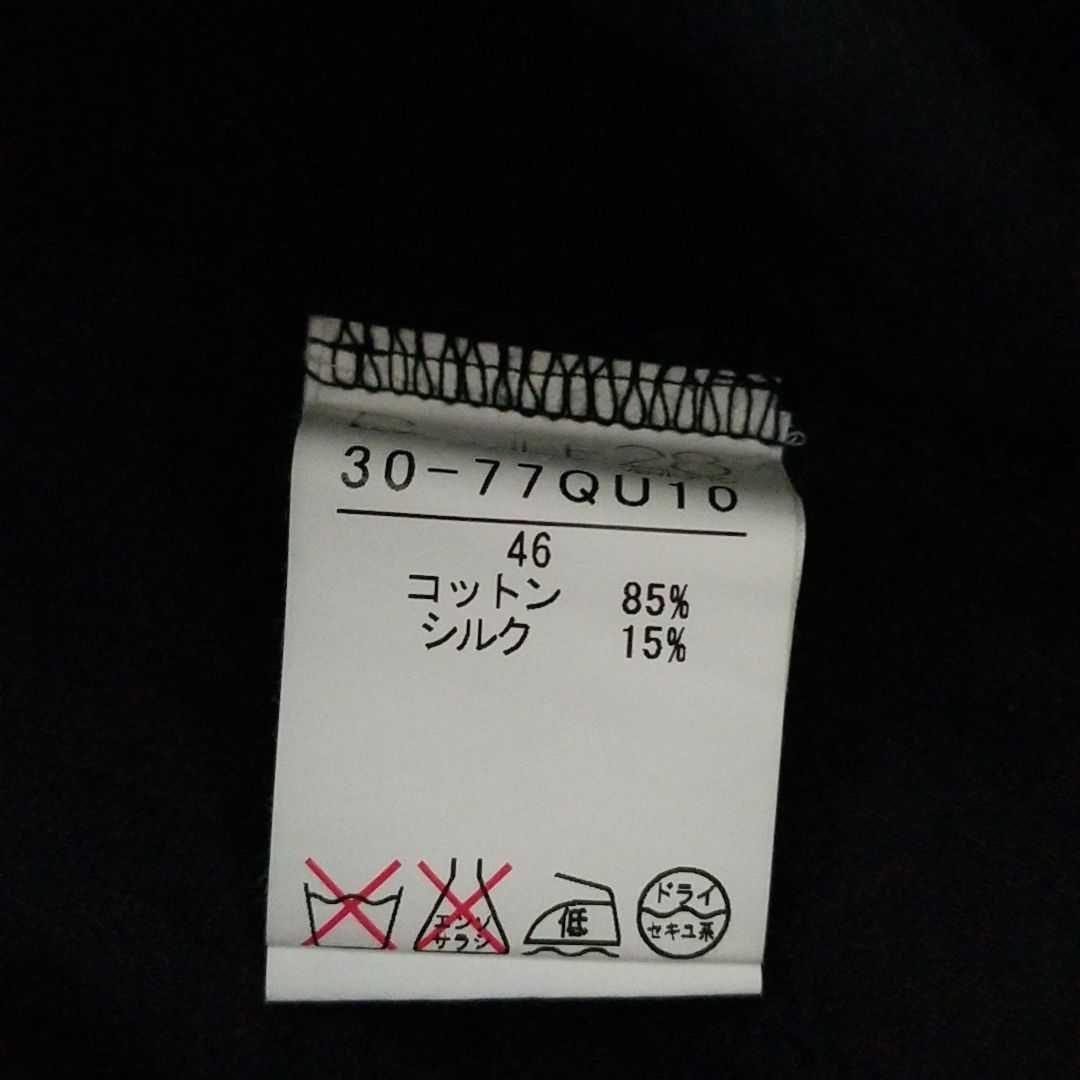 30-77QU16
46
コットン 85%
シルク 15%
エンソ
サラシ
低
ドライ
セキユ系